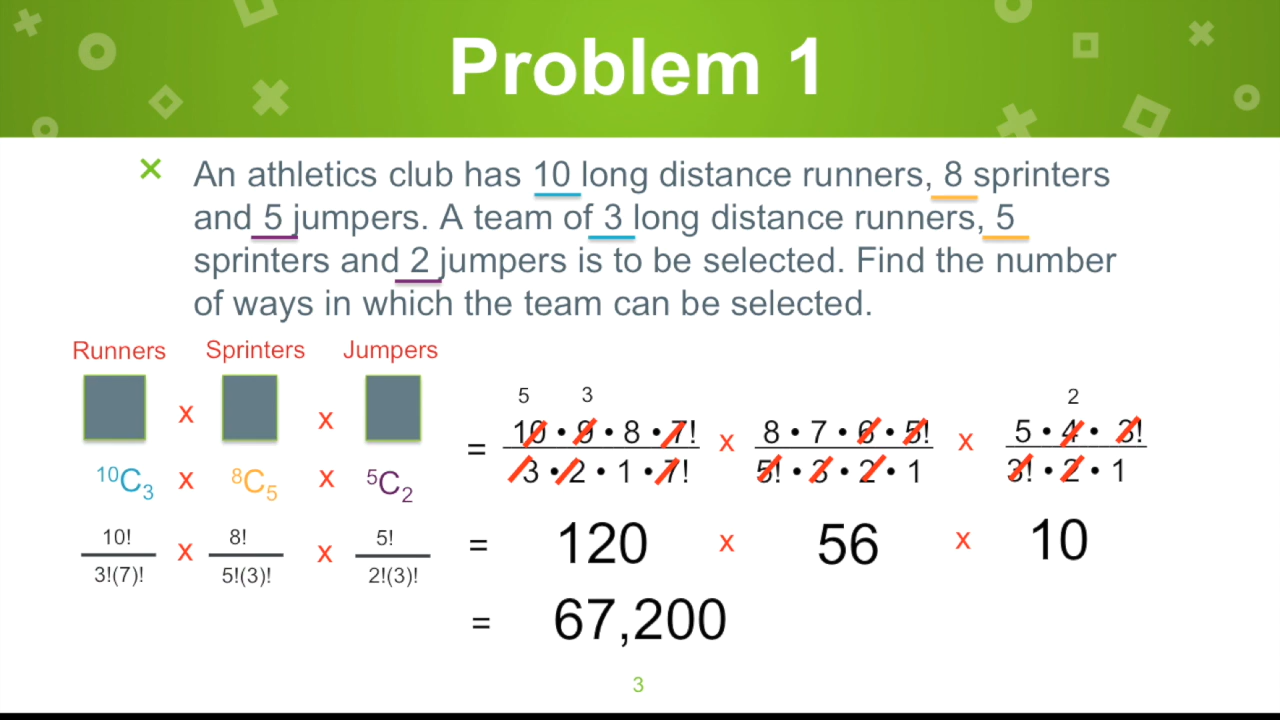 Problem 1
× An athletics club has 10 long distance runners, 8 sprinters
and 5 jumpers. A team of 3 long distance runners, 5
sprinters and 2 jumpers is to be selected. Find the number
of ways in which the team can be selected.
Runners Sprinters Jumpers
x x
5 3 2
= 10 • 9 • 8 • 7! x 8 • 7 • 6 • 5! x 5 • 4 • 3!
3 • 2 • 1 • 7! 5! • 3 • 2 • 1 3! • 2 • 1
¹⁰C₃ x ⁸C₅ x ⁵C₂
10! x 8! x 5!
3!(7)! 5!(3)! 2!(3)!
= 120 x 56 x 10
= 67,200
3